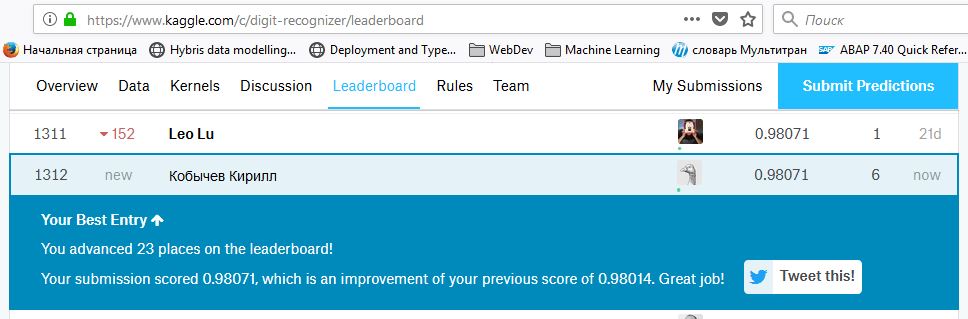 https://www.kaggle.com/c/digit-recognizer/leaderboard Поиск
Начальная страница Hybris data modelling... Deployment and Type... WebDev Machine Learning словарь Мультитран SAP ABAP 7.40 Quick Refer...
Overview Data Kernels Discussion Leaderboard Rules Team My Submissions Submit Predictions
1311 152 Leo Lu 0.98071 1 21d
1312 new Кобычев Кирилл 0.98071 6 now
Your Best Entry
You advanced 23 places on the leaderboard!
Your submission scored 0.98071, which is an improvement of your previous score of 0.98014. Great job! Tweet this!